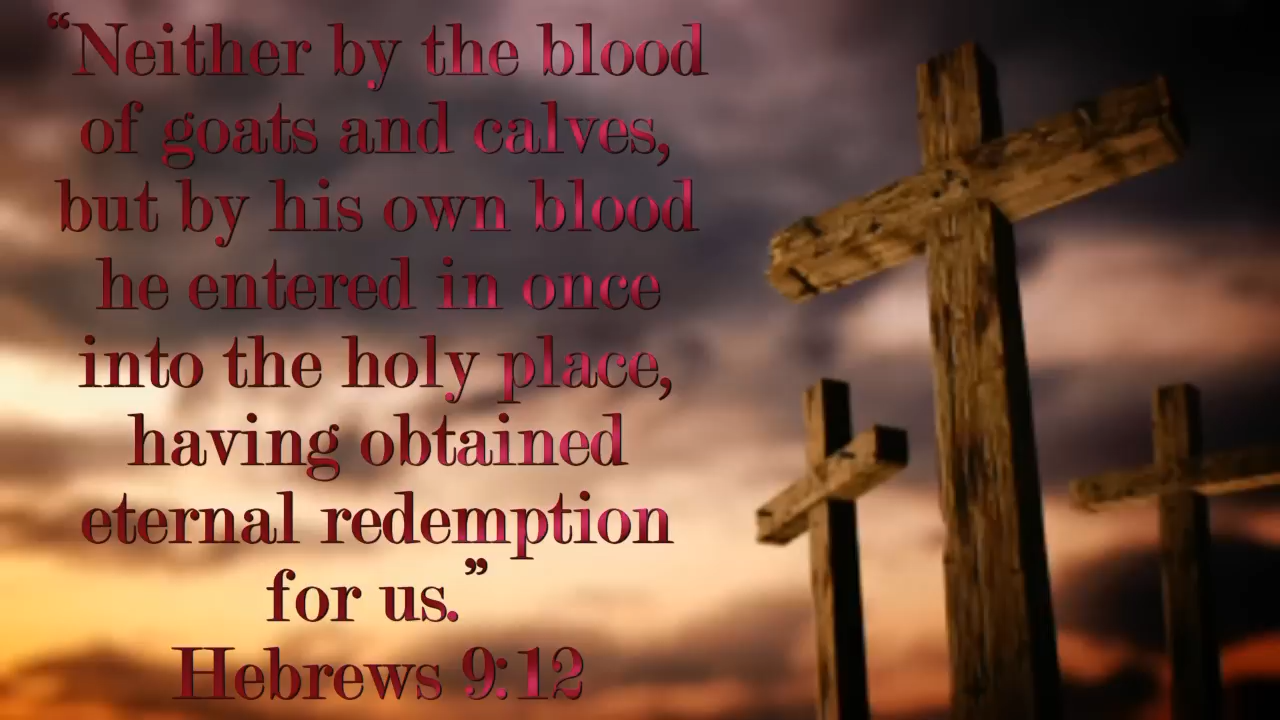 “Neither by the blood
of goats and calves,
but by his own blood
he entered in once
into the holy place,
having obtained
eternal redemption
for us.”
Hebrews 9:12